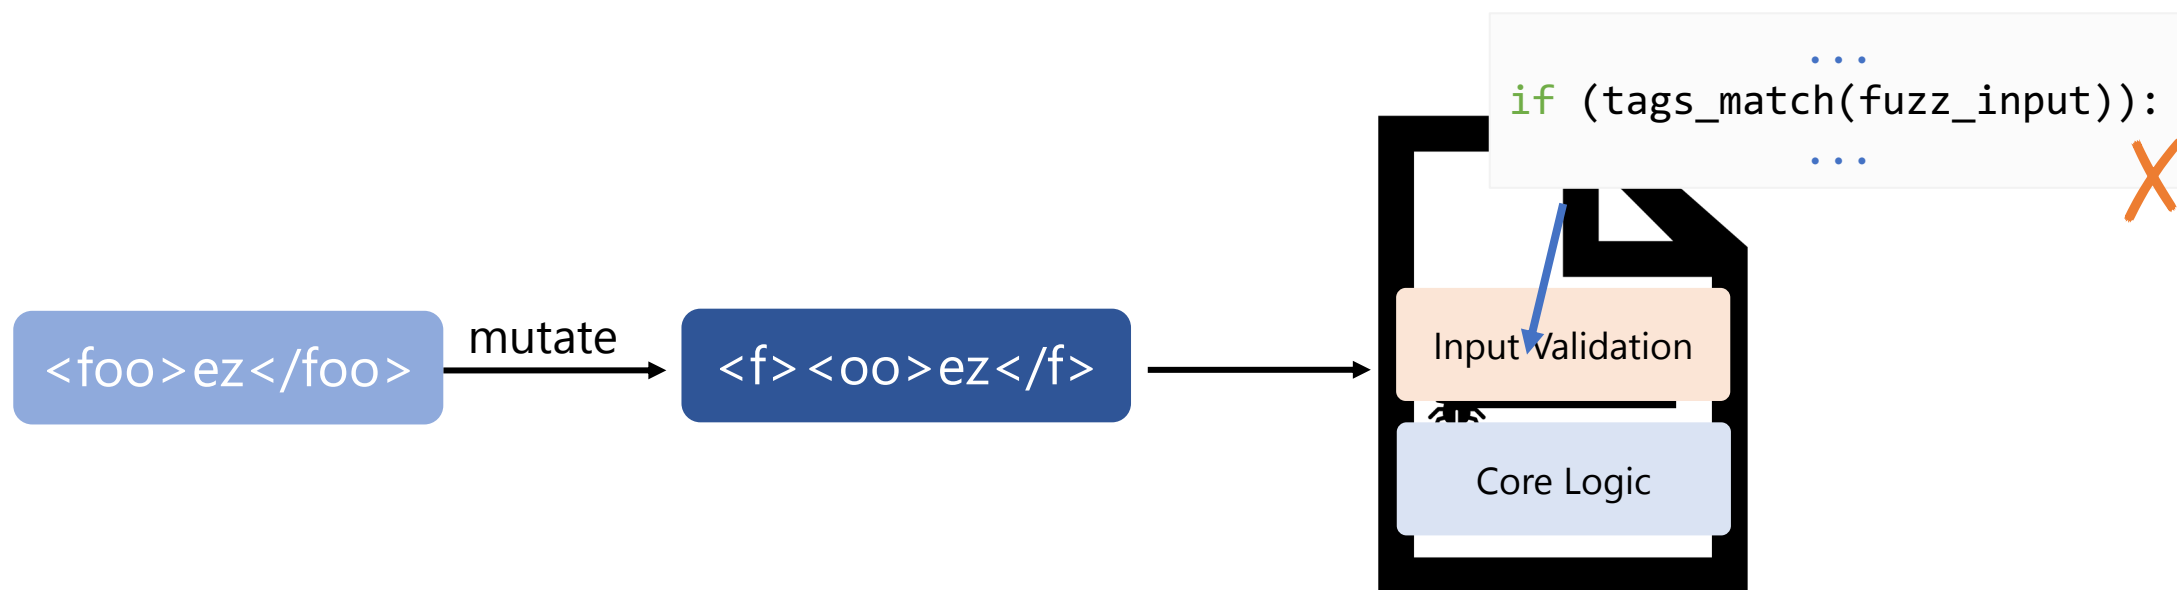 ...
if (tags_match(fuzz_input)):
...
<foo>ez</foo>
mutate
<f><oo>ez</f>
Input Validation
Core Logic